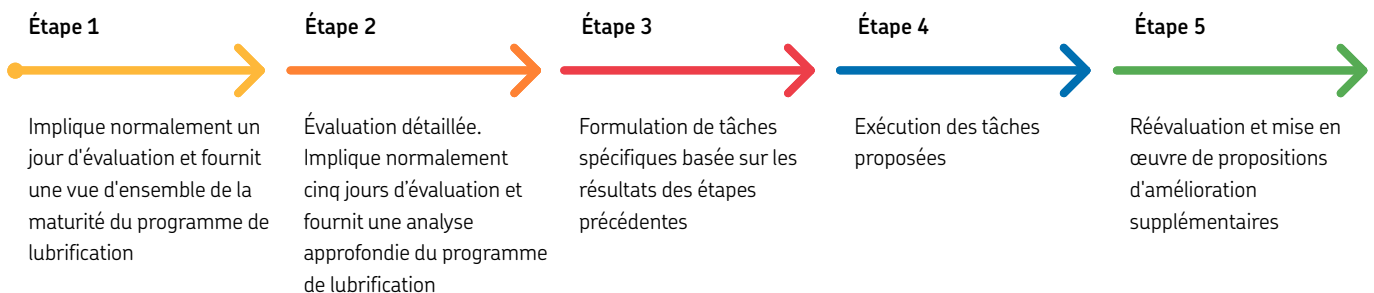 Étape 1
Implique normalement un
jour d'évaluation et fournit
une vue d'ensemble de la
maturité du programme de
lubrification
Étape 2
Évaluation détaillée.
Implique normalement
cinq jours d’évaluation et
fournit une analyse
approfondie du programme
de lubrification
Étape 3
Formulation de tâches
spécifiques basée sur les
résultats des étapes
précédentes
Étape 4
Exécution des tâches
proposées
Étape 5
Réévaluation et mise en
œuvre de propositions
d'amélioration
supplémentaires